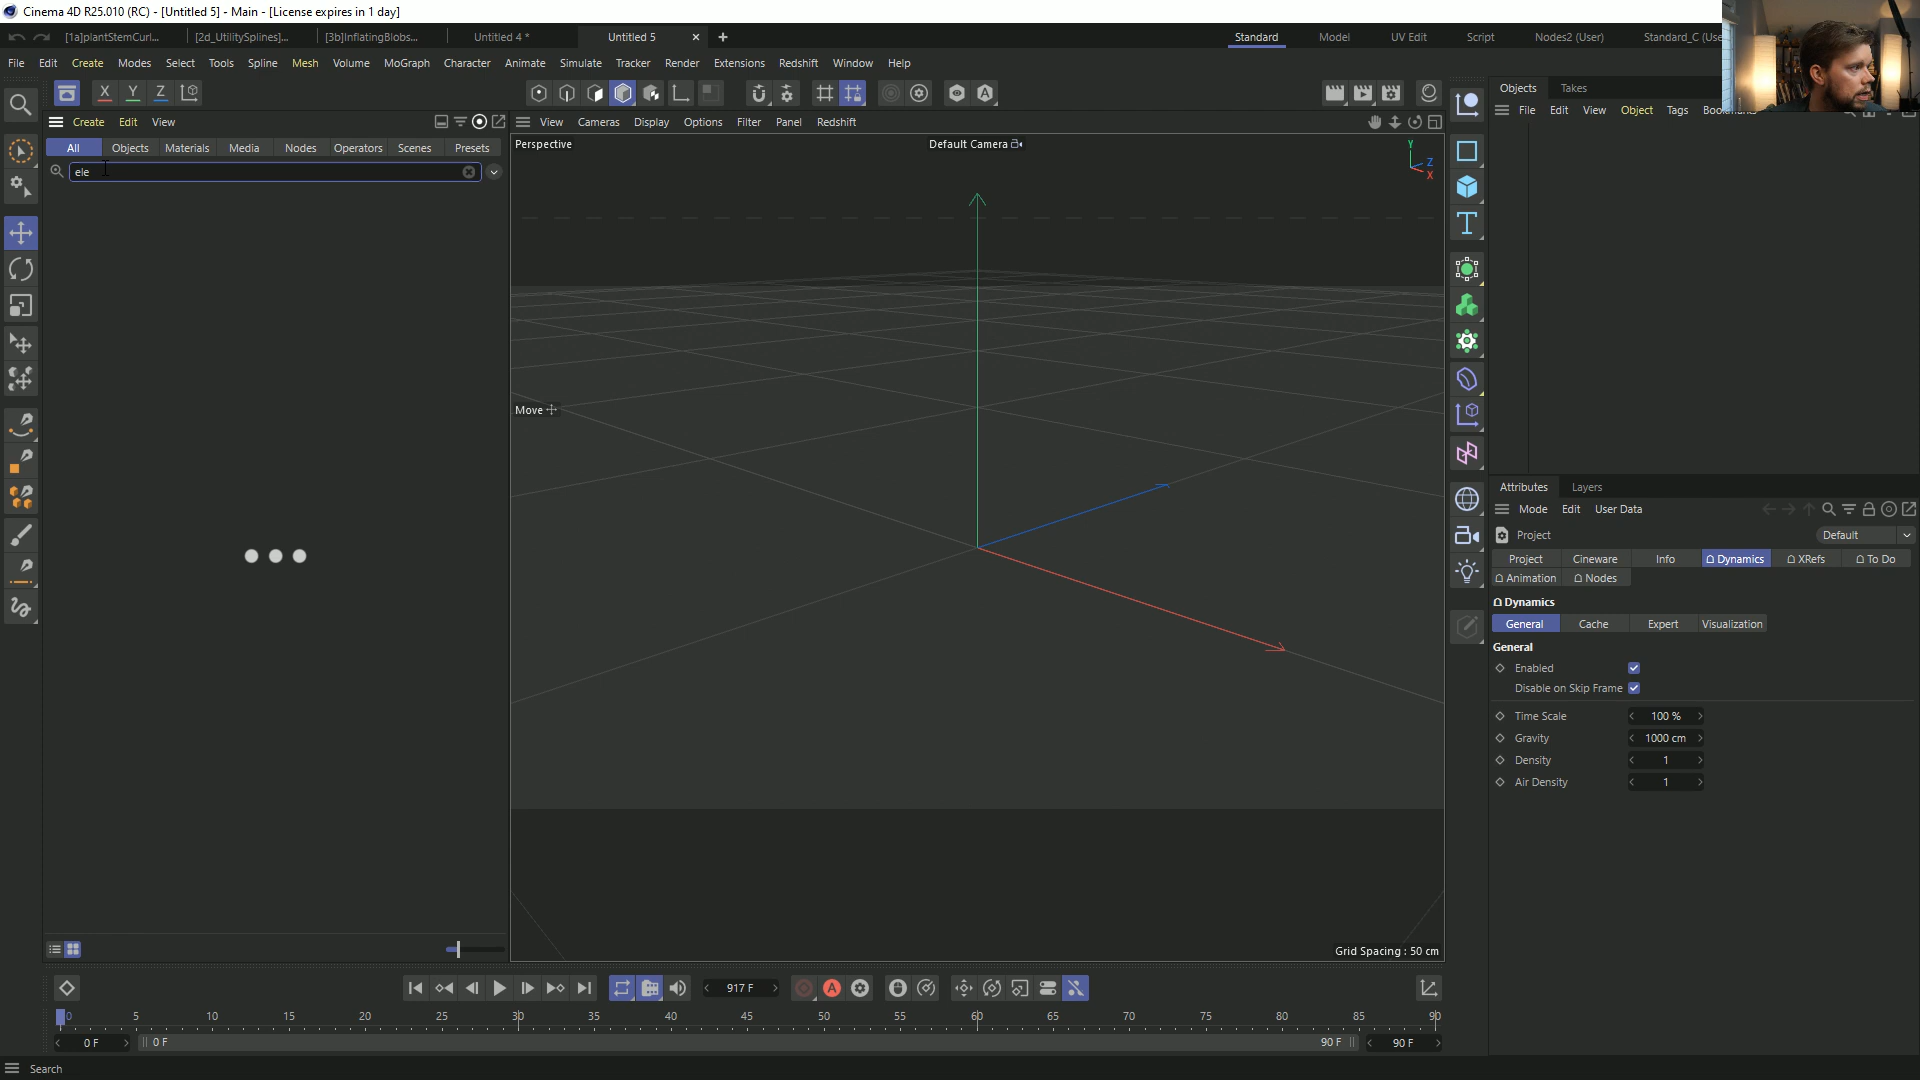 Cinema 4D R25.010 (RC) - [Untitled 5] - Main - [License expires in 1 day]
[1a]plantStemCurl... [2d_UtilitySplines]... [3b]InflatingBlobs... Untitled 4 * Untitled 5 Standard Model UV Edit Script Nodes2 (User) Standard_C (Use
File Edit Create Modes Select Tools Spline Mesh Volume MoGraph Character Animate Simulate Tracker Render Extensions Redshift Window Help
X Y Z
Objects Takes
File Edit View Object Tags
Create Edit View
View Cameras Display Options Filter Panel Redshift
All Objects Materials Media Nodes Operators Scenes Presets
ele
Perspective
Default Camera
Y
Z
X
Move
Grid Spacing : 50 cm
Attributes Layers
Mode Edit User Data
Project
Default
Project Cineware Info Dynamics XRefs To Do
Animation Nodes
Dynamics
General Cache Expert Visualization
General
Enabled
Disable on Skip Frame
Time Scale 100 %
Gravity 1000 cm
Density 1
Air Density 1
917 F
0 5 10 15 20 25 30 35 40 45 50 55 60 65 70 75 80 85 90
0 F 0 F 90 F 90 F
Search